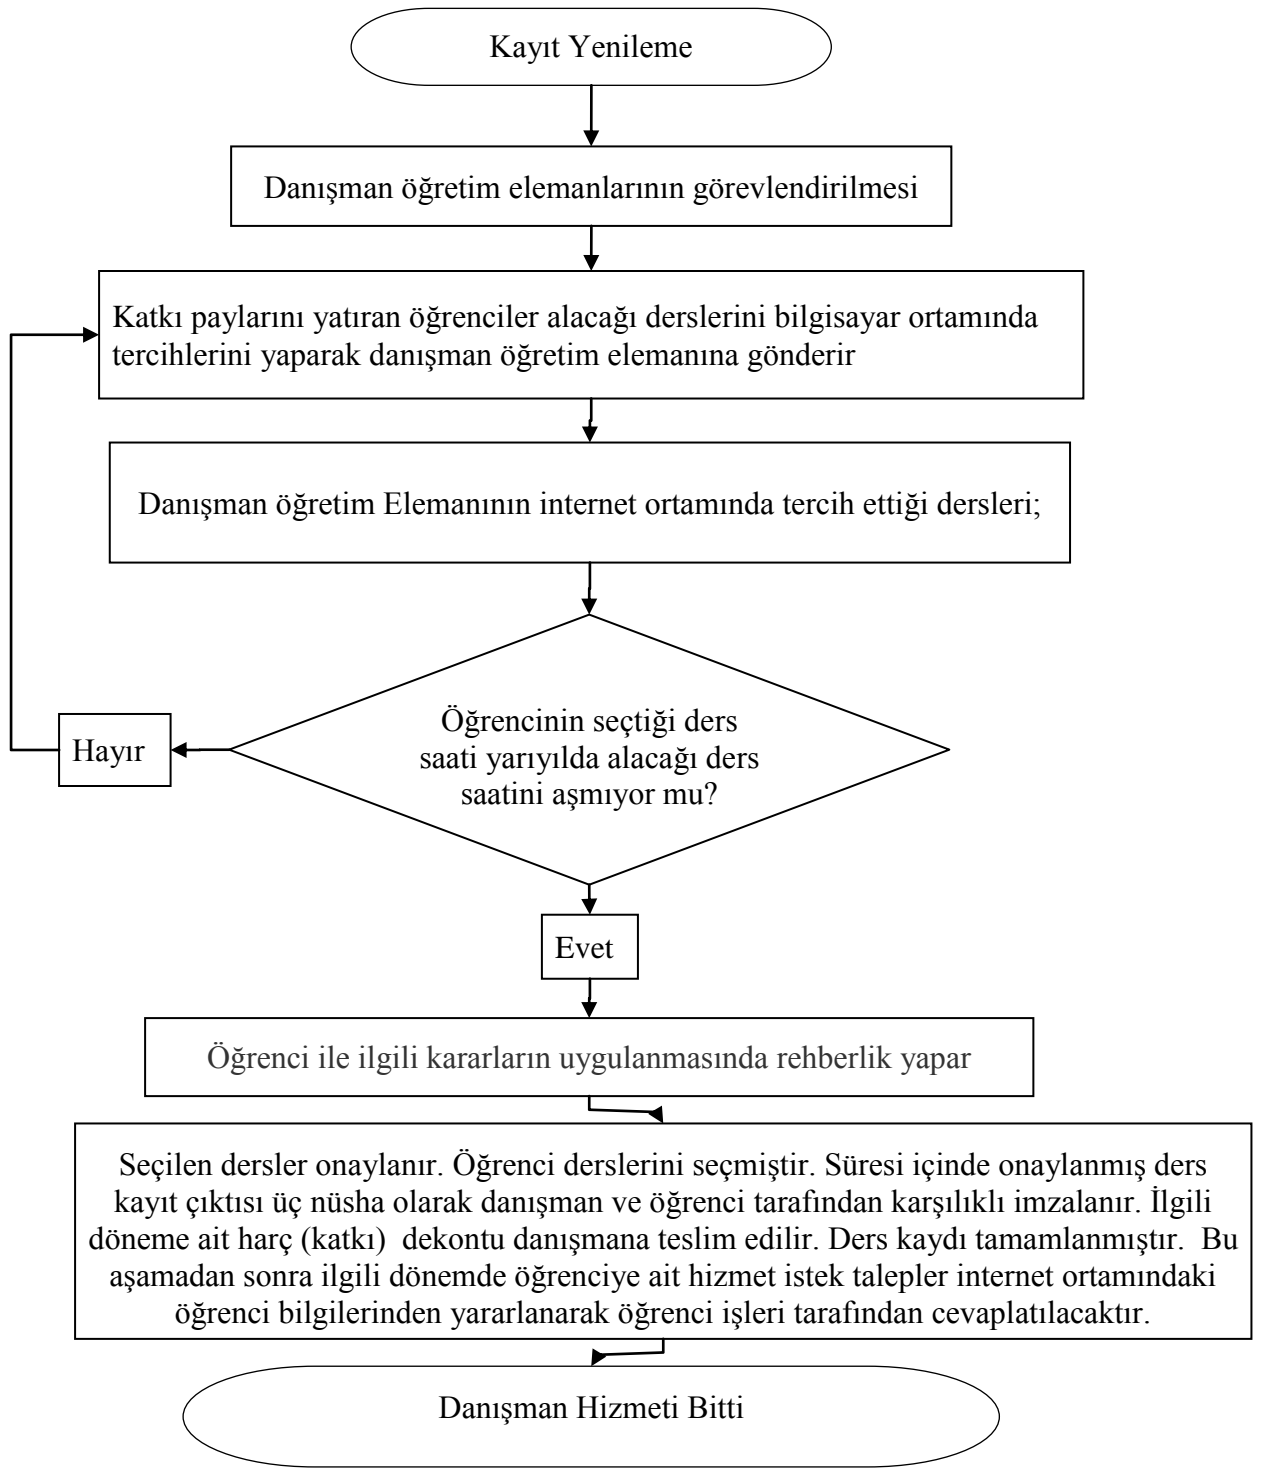 Kayıt Yenileme
Danışman öğretim elemanlarının görevlendirilmesi
Katkı paylarını yatıran öğrenciler alacağı derslerini bilgisayar ortamında
tercihlerini yaparak danışman öğretim elemanına gönderir
Danışman öğretim Elemanının internet ortamında tercih ettiği dersleri;
Öğrencinin seçtiği ders
saati yarıyılda alacağı ders
saatini aşmıyor mu?
Hayır
Evet
Öğrenci ile ilgili kararların uygulanmasında rehberlik yapar
Seçilen dersler onaylanır. Öğrenci derslerini seçmiştir. Süresi içinde onaylanmış ders
kayıt çıktısı üç nüsha olarak danışman ve öğrenci tarafından karşılıklı imzalanır. İlgili
döneme ait harç (katkı)  dekontu danışmana teslim edilir. Ders kaydı tamamlanmıştır.  Bu
aşamadan sonra ilgili dönemde öğrenciye ait hizmet istek talepler internet ortamındaki
öğrenci bilgilerinden yararlanarak öğrenci işleri tarafından cevaplatılacaktır.
Danışman Hizmeti Bitti